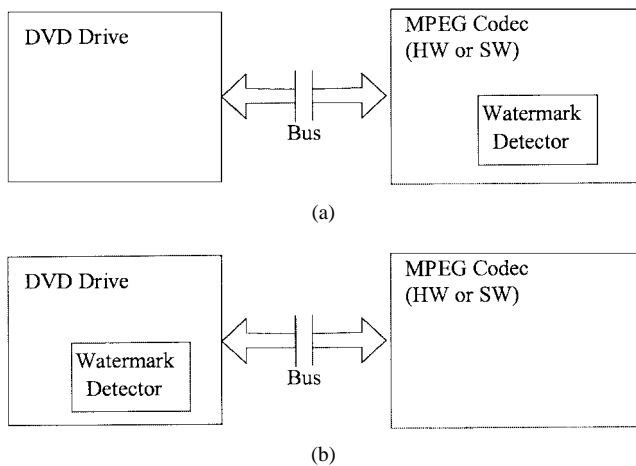 DVD Drive
MPEG Codec
(HW or SW)
Watermark
Detector
Bus
(a)
DVD Drive
MPEG Codec
(HW or SW)
Watermark
Detector
Bus
(b)